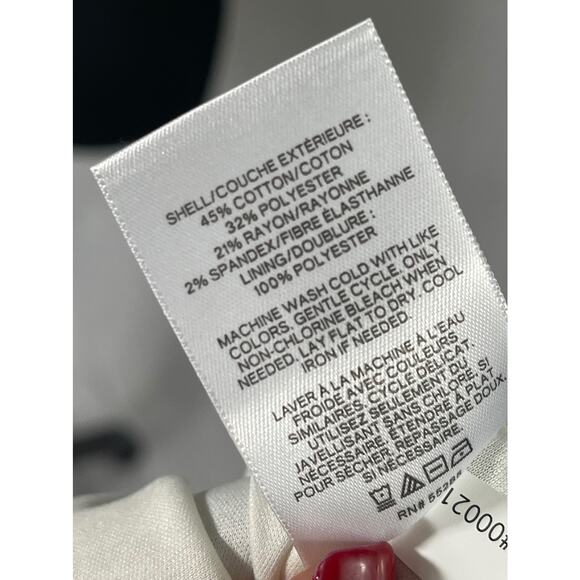 SHELL/COUCHE EXTÉRIEURE :
45% COTTON/COTON
32% POLYESTER
21% RAYON/RAYONNE
2% SPANDEX/FIBRE ÉLASTHANNE
LINING/DOUBLURE :
100% POLYESTER
MACHINE WASH COLD WITH LIKE
COLORS. GENTLE CYCLE. ONLY
NON-CHLORINE BLEACH WHEN
NEEDED. LAY FLAT TO DRY. COOL
IRON IF NEEDED.
LAVER À LA MACHINE À L'EAU
FROIDE AVEC COULEURS
SIMILAIRES. CYCLE DÉLICAT.
UTILISEZ SEULEMENT DU
JAVELLISANT SANS CHLORE, SI
NÉCESSAIRE. ÉTENDRE À PLAT
POUR SÉCHER. REPASSAGE DOUX.
SI NÉCESSAIRE.
RN# 55285
#00021